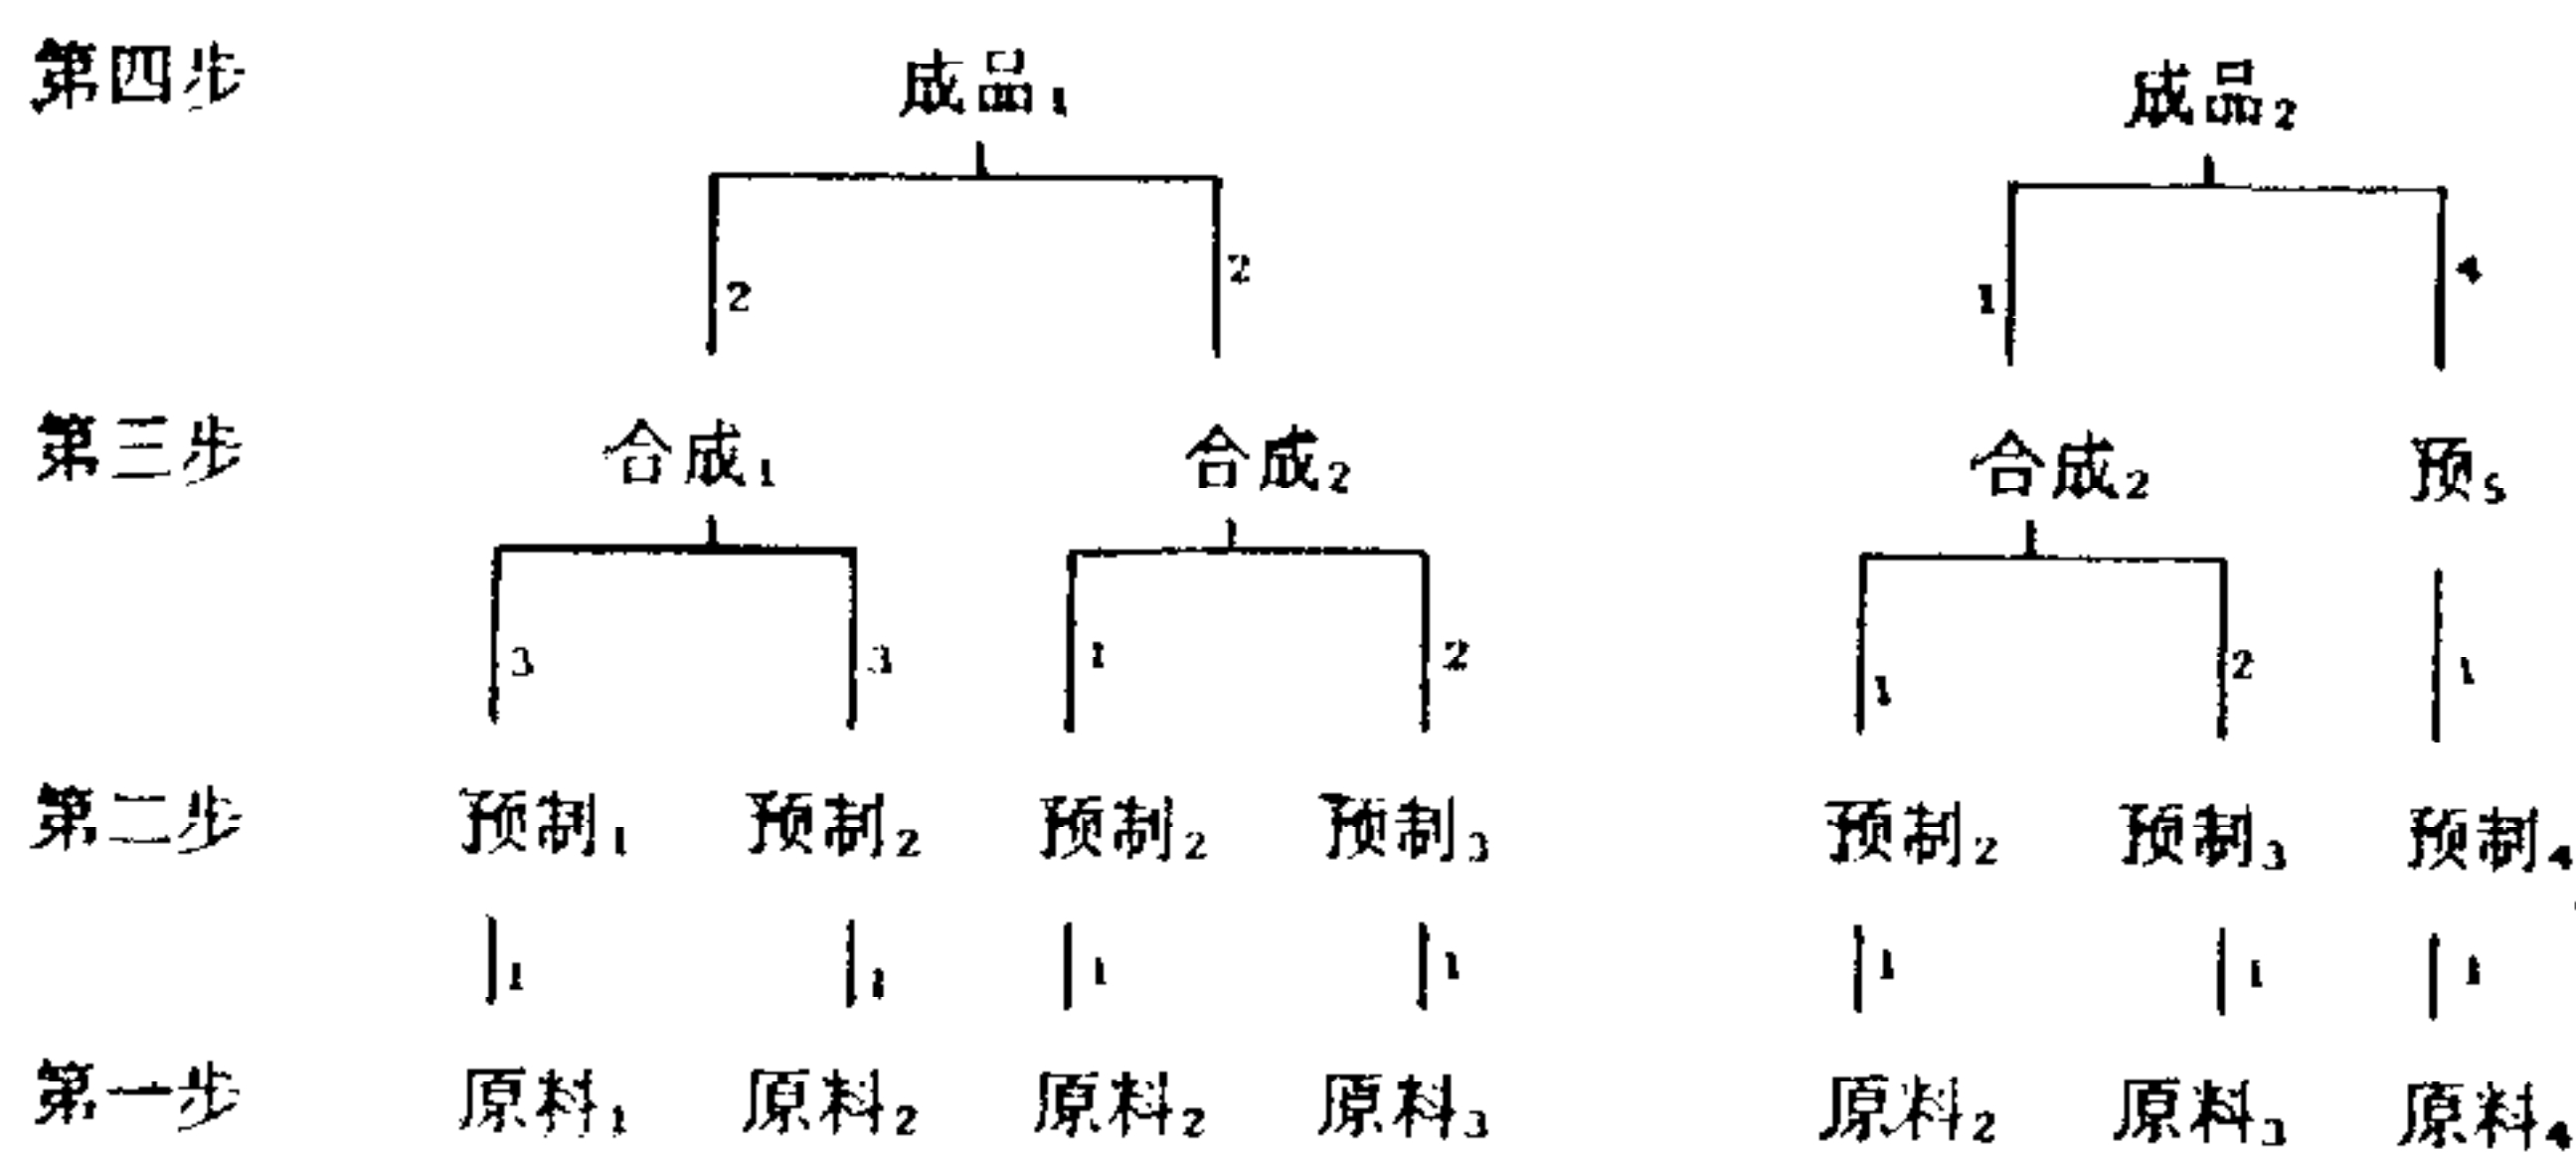 第四步 成品1 成品2
2 2 1 4
第三步 合成1 合成2 合成2 预5
3 3 1 2 1 2 1
第二步 预制1 预制2 预制2 预制3 预制2 预制3 预制4
1 1 1 1 1 1 1
第一步 原料1 原料2 原料2 原料3 原料2 原料3 原料4